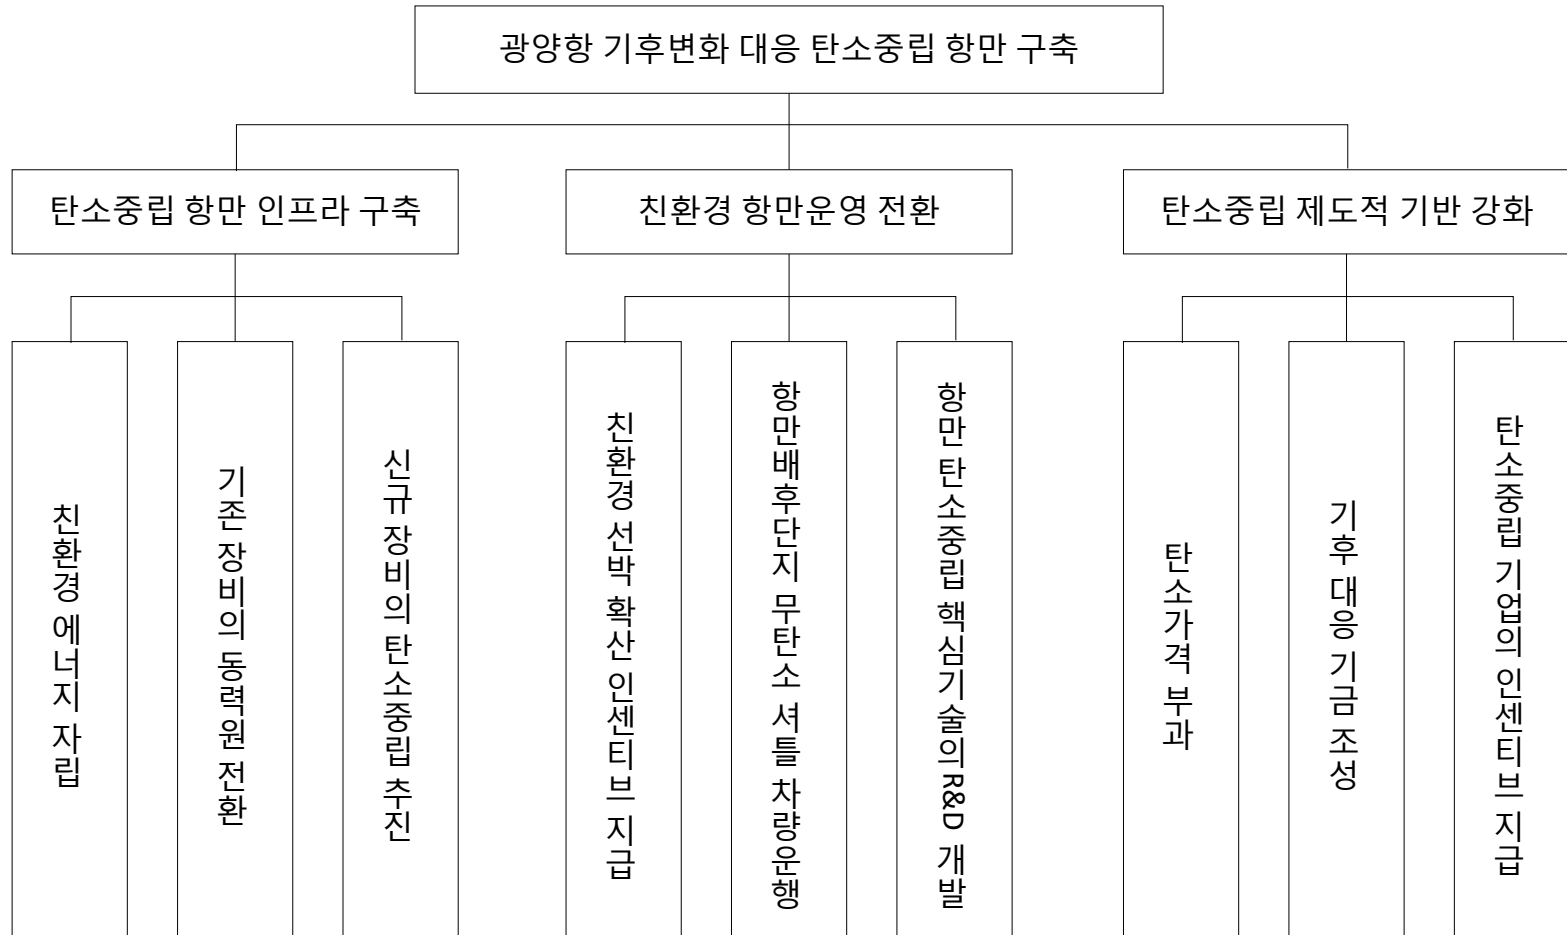 광양항 기후변화 대응 탄소중립 항만 구축
탄소중립 항만 인프라 구축
친환경 항만운영 전환
탄소중립 제도적 기반 강화
친환경 에너지 자립
기존 장비의 동력원 전환
신규 장비의 탄소중립 추진
친환경 선박 확산 인센티브 지급
항만배후단지 무탄소 셔틀 차량운행
항만 탄소중립 핵심기술의R&D 개발
탄소가격 부과
기후 대응 기금 조성
탄소중립 기업의 인센티브 지급